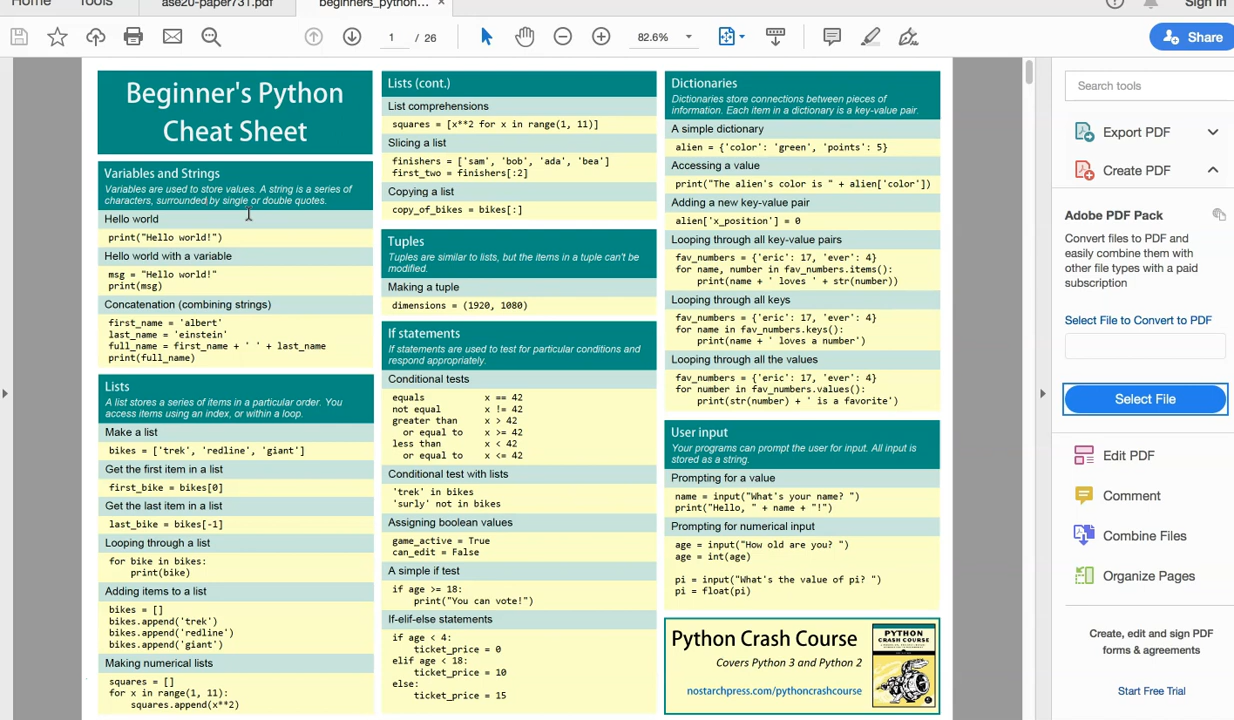 Home
Tools
ase20-paper731.pdf
beginners_python... ×
Sign In
1 / 26
82.6%
Share
Beginner's Python
Cheat Sheet
Variables and Strings
Variables are used to store values. A string is a series of
characters, surrounded by single or double quotes.
Hello world
print("Hello world!")
Hello world with a variable
msg = "Hello world!"
print(msg)
Concatenation (combining strings)
first_name = 'albert'
last_name = 'einstein'
full_name = first_name + ' ' + last_name
print(full_name)
Lists
A list stores a series of items in a particular order. You
access items using an index, or within a loop.
Make a list
bikes = ['trek', 'redline', 'giant']
Get the first item in a list
first_bike = bikes[0]
Get the last item in a list
last_bike = bikes[-1]
Looping through a list
for bike in bikes:
    print(bike)
Adding items to a list
bikes = []
bikes.append('trek')
bikes.append('redline')
bikes.append('giant')
Making numerical lists
squares = []
for x in range(1, 11):
    squares.append(x**2)
Lists (cont.)
List comprehensions
squares = [x**2 for x in range(1, 11)]
Slicing a list
finishers = ['sam', 'bob', 'ada', 'bea']
first_two = finishers[:2]
Copying a list
copy_of_bikes = bikes[:]
Tuples
Tuples are similar to lists, but the items in a tuple can't be
modified.
Making a tuple
dimensions = (1920, 1080)
If statements
If statements are used to test for particular conditions and
respond appropriately.
Conditional tests
equals x == 42
not equal x != 42
greater than x > 42
or equal to x >= 42
less than x < 42
or equal to x <= 42
Conditional test with lists
'trek' in bikes
'surly' not in bikes
Assigning boolean values
game_active = True
can_edit = False
A simple if test
if age >= 18:
    print("You can vote!")
If-elif-else statements
if age < 4:
    ticket_price = 0
elif age < 18:
    ticket_price = 10
else:
    ticket_price = 15
Dictionaries
Dictionaries store connections between pieces of
information. Each item in a dictionary is a key-value pair.
A simple dictionary
alien = {'color': 'green', 'points': 5}
Accessing a value
print("The alien's color is " + alien['color'])
Adding a new key-value pair
alien['x_position'] = 0
Looping through all key-value pairs
fav_numbers = {'eric': 17, 'ever': 4}
for name, number in fav_numbers.items():
    print(name + ' loves ' + str(number))
Looping through all keys
fav_numbers = {'eric': 17, 'ever': 4}
for name in fav_numbers.keys():
    print(name + ' loves a number')
Looping through all the values
fav_numbers = {'eric': 17, 'ever': 4}
for number in fav_numbers.values():
    print(str(number) + ' is a favorite')
User input
Your programs can prompt the user for input. All input is
stored as a string.
Prompting for a value
name = input("What's your name? ")
print("Hello, " + name + "!")
Prompting for numerical input
age = input("How old are you? ")
age = int(age)
pi = input("What's the value of pi? ")
pi = float(pi)
Python Crash Course
Covers Python 3 and Python 2
nostarchpress.com/pythoncrashcourse
PYTHON
CRASH COURSE
Search tools
Export PDF
Create PDF
Adobe PDF Pack
Convert files to PDF and
easily combine them with
other file types with a paid
subscription
Select File to Convert to PDF
Select File
Edit PDF
Comment
Combine Files
Organize Pages
Create, edit and sign PDF
forms & agreements
Start Free Trial